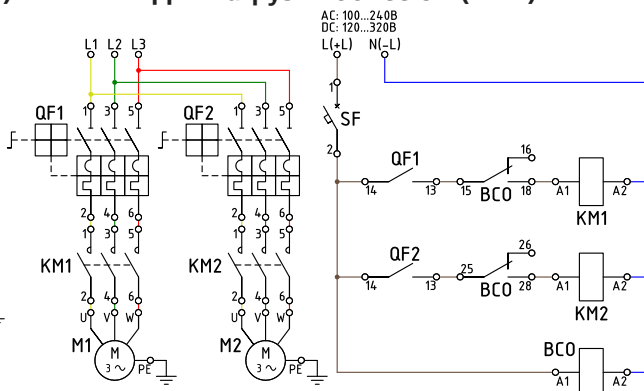 AC: 100...240В
DC: 120...320В
L1 L2 L3 L(+L) N(-L)
QF1 1 3 5 QF2 1 3 5 1
SF
2
16
QF1
14 13 15 BCO 18 A1 A2
KM1
2 4 6 2 4 6
1 3 5 1 3 5
26
KM1 KM2 QF2 25
14 13 BCO 28 A1 A2
2 4 6 2 4 6
KM2
U V W U V W
M1 M M2 M BCO
3~ PE 3~ PE A1 A2